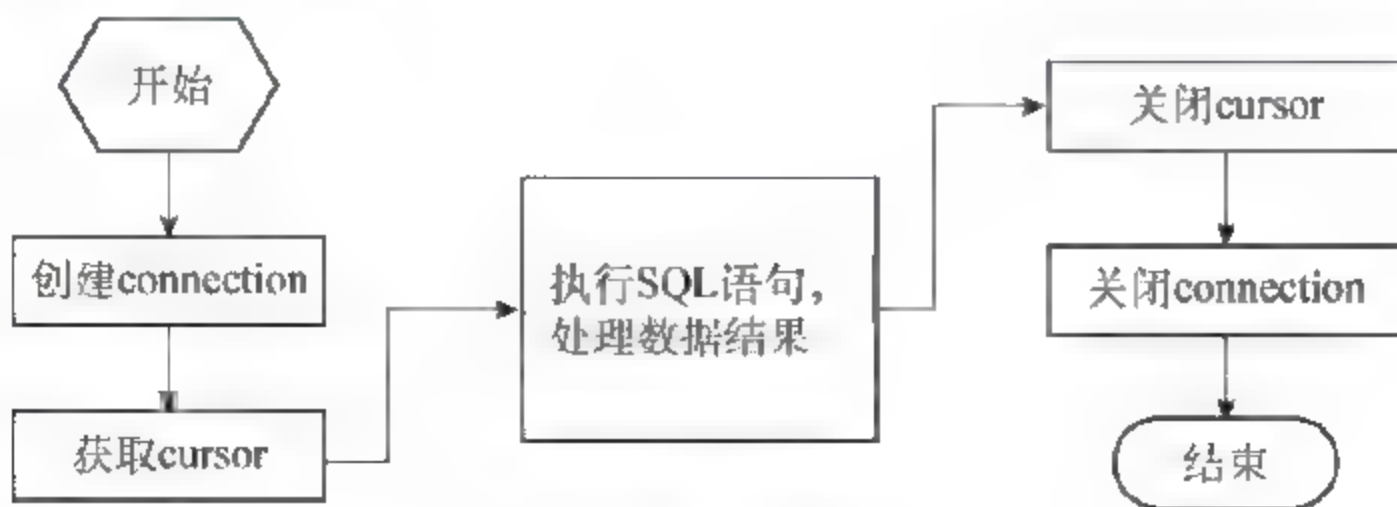 开始
创建connection
获取cursor
执行SQL语句，
处理数据结果
关闭cursor
关闭connection
结束